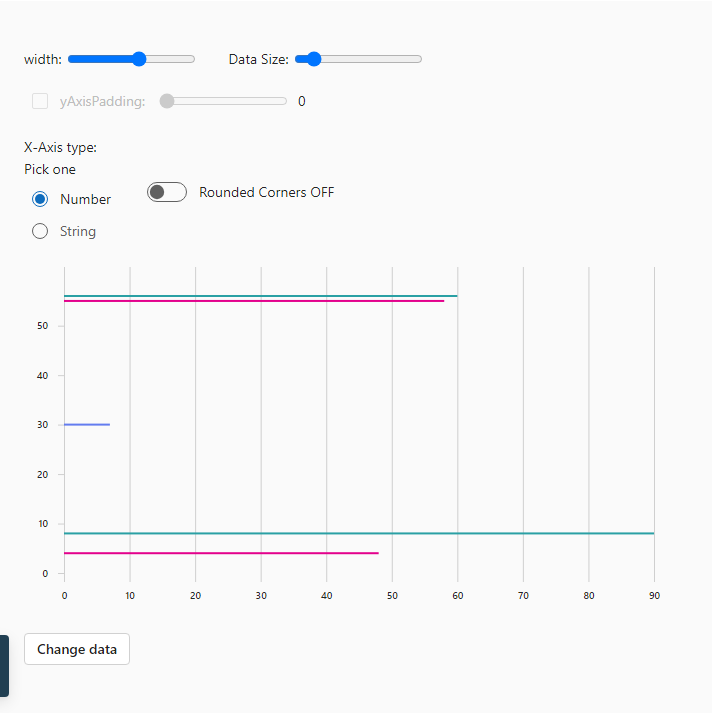 width: Data Size:
yAxisPadding: 0
X-Axis type:
Pick one
Number Rounded Corners OFF
String
50
40
30
20
10
0
0 10 20 30 40 50 60 70 80 90
Change data